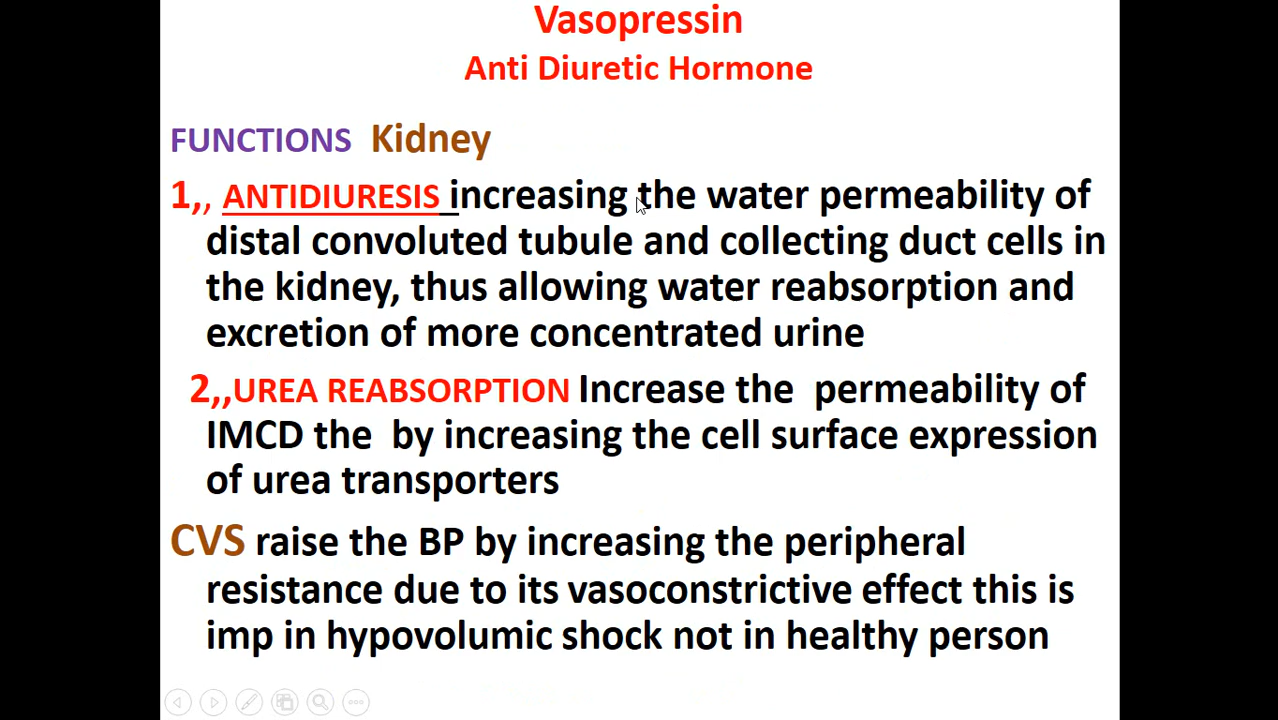 Vasopressin
Anti Diuretic Hormone
FUNCTIONS Kidney
1,, ANTIDIURESIS increasing the water permeability of
distal convoluted tubule and collecting duct cells in
the kidney, thus allowing water reabsorption and
excretion of more concentrated urine
2,,UREA REABSORPTION Increase the permeability of
IMCD the by increasing the cell surface expression
of urea transporters
CVS raise the BP by increasing the peripheral
resistance due to its vasoconstrictive effect this is
imp in hypovolumic shock not in healthy person